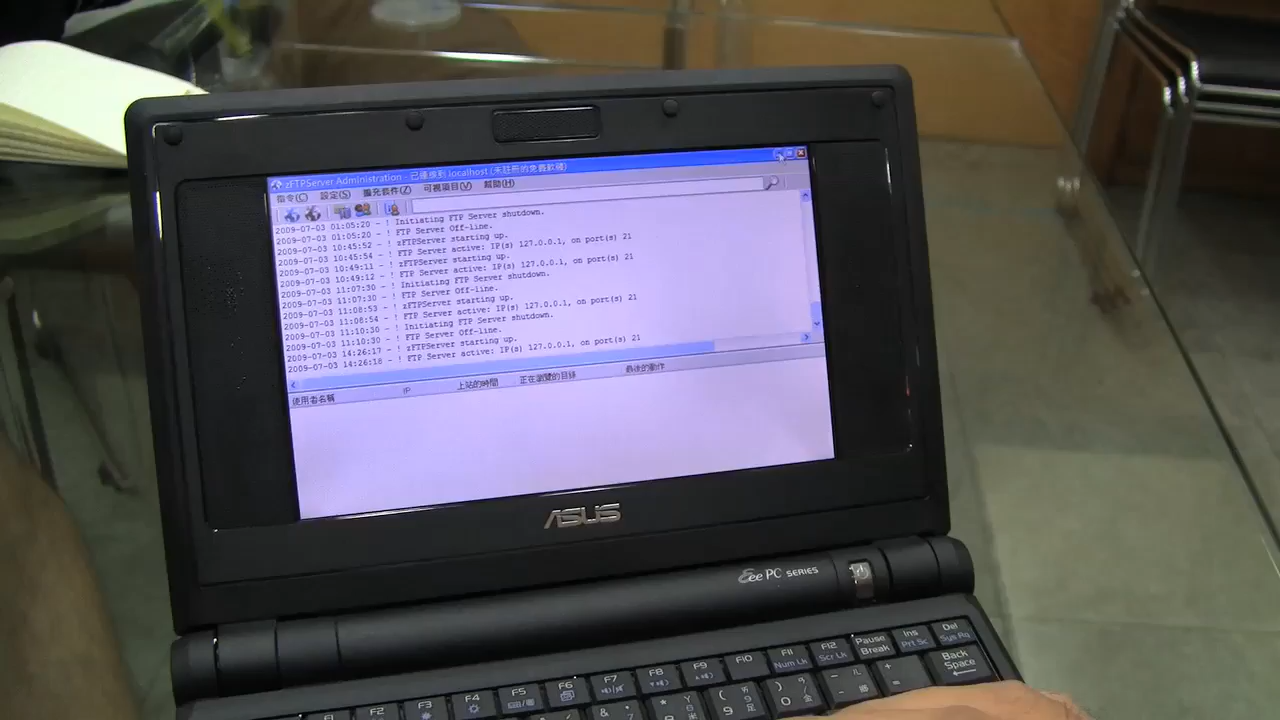 zFTPServer Administration - 已連線到 localhost (未註冊的免費軟體)
指令(C) 設定(S) 擴充套件(Z) 可視項目(V) 幫助(H)
2009-07-03 01:05:20 - ! Initiating FTP Server shutdown.
2009-07-03 01:05:20 - ! FTP Server Off-line.
2009-07-03 10:45:52 - ! zFTPServer starting up.
2009-07-03 10:45:54 - ! FTP Server active: IP(s) 127.0.0.1, on port(s) 21
2009-07-03 10:49:11 - ! zFTPServer starting up.
2009-07-03 10:49:12 - ! FTP Server active: IP(s) 127.0.0.1, on port(s) 21
2009-07-03 11:07:30 - ! Initiating FTP Server shutdown.
2009-07-03 11:07:30 - ! FTP Server Off-line.
2009-07-03 11:08:53 - ! zFTPServer starting up.
2009-07-03 11:08:54 - ! FTP Server active: IP(s) 127.0.0.1, on port(s) 21
2009-07-03 11:10:30 - ! Initiating FTP Server shutdown.
2009-07-03 11:10:30 - ! FTP Server Off-line.
2009-07-03 14:26:17 - ! zFTPServer starting up.
2009-07-03 14:26:18 - ! FTP Server active: IP(s) 127.0.0.1, on port(s) 21
使用者名稱 IP 上站的時間 正在瀏覽的目錄 最後的動作
ASUS
Eee PC SERIES
F1 F2 F3 F4 F5 F6 F7 F8 F9 F10 F11 Num Lk F12 Scr Lk Pause Break Ins Prt Sc Del Sys Rq
& * ( 9 ) 0 - + = Back Space